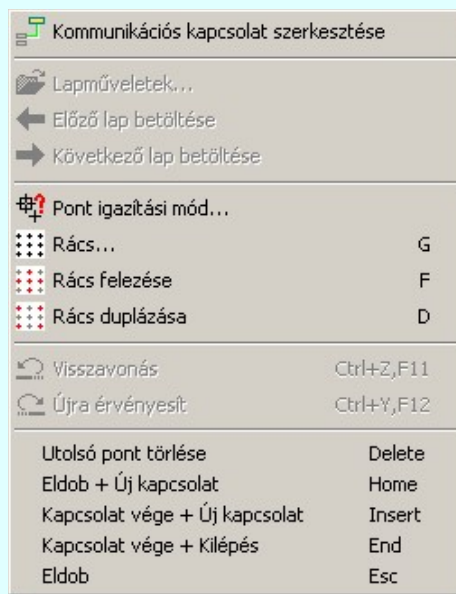 Kommunikációs kapcsolat szerkesztése
Lapműveletek...
Előző lap betöltése
Következő lap betöltése
Pont igazítási mód...
Rács... G
Rács felezése F
Rács duplázása D
Visszavonás Ctrl+Z,F11
Újra érvényesít Ctrl+Y,F12
Utolsó pont törlése Delete
Eldob + Új kapcsolat Home
Kapcsolat vége + Új kapcsolat Insert
Kapcsolat vége + Kilépés End
Eldob Esc